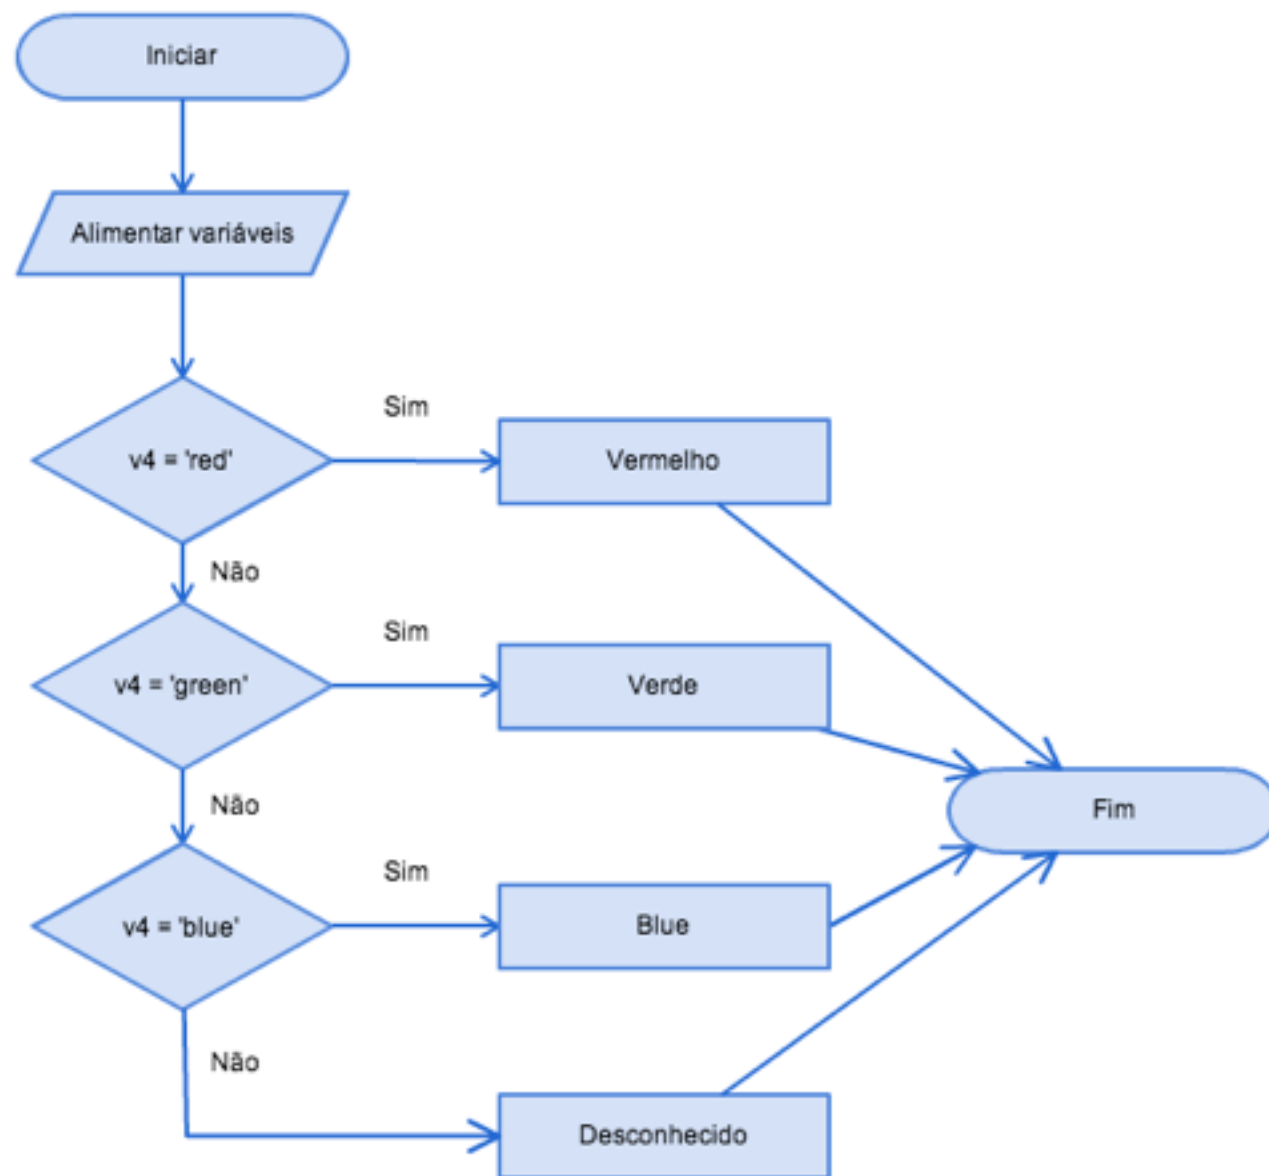 Iniciar
Alimentar variáveis
Sim
v4 = 'red'
Vermelho
Não
Sim
v4 = 'green'
Verde
Não
Fim
Sim
v4 = 'blue'
Blue
Não
Desconhecido